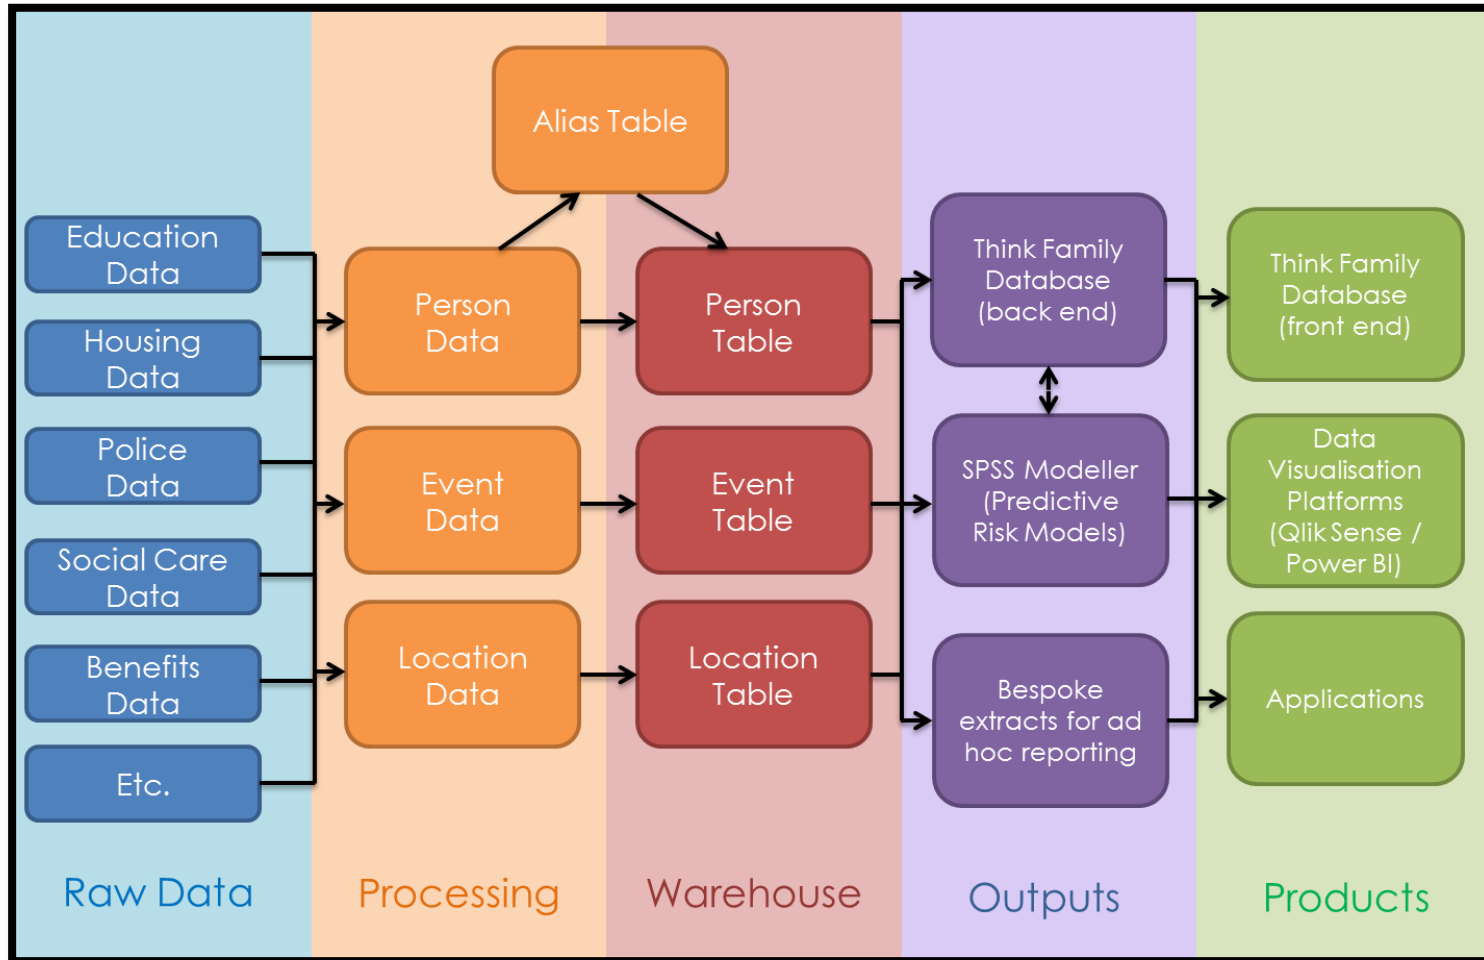 Alias Table
Education
Data
Housing
Data
Police
Data
Social Care
Data
Benefits
Data
Etc.
Person
Data
Event
Data
Location
Data
Person
Table
Event
Table
Location
Table
Think Family
Database
(back end)
SPSS Modeller
(Predictive
Risk Models)
Bespoke
extracts for ad
hoc reporting
Think Family
Database
(front end)
Data
Visualisation
Platforms
(Qlik Sense /
Power BI)
Applications
Raw Data
Processing
Warehouse
Outputs
Products